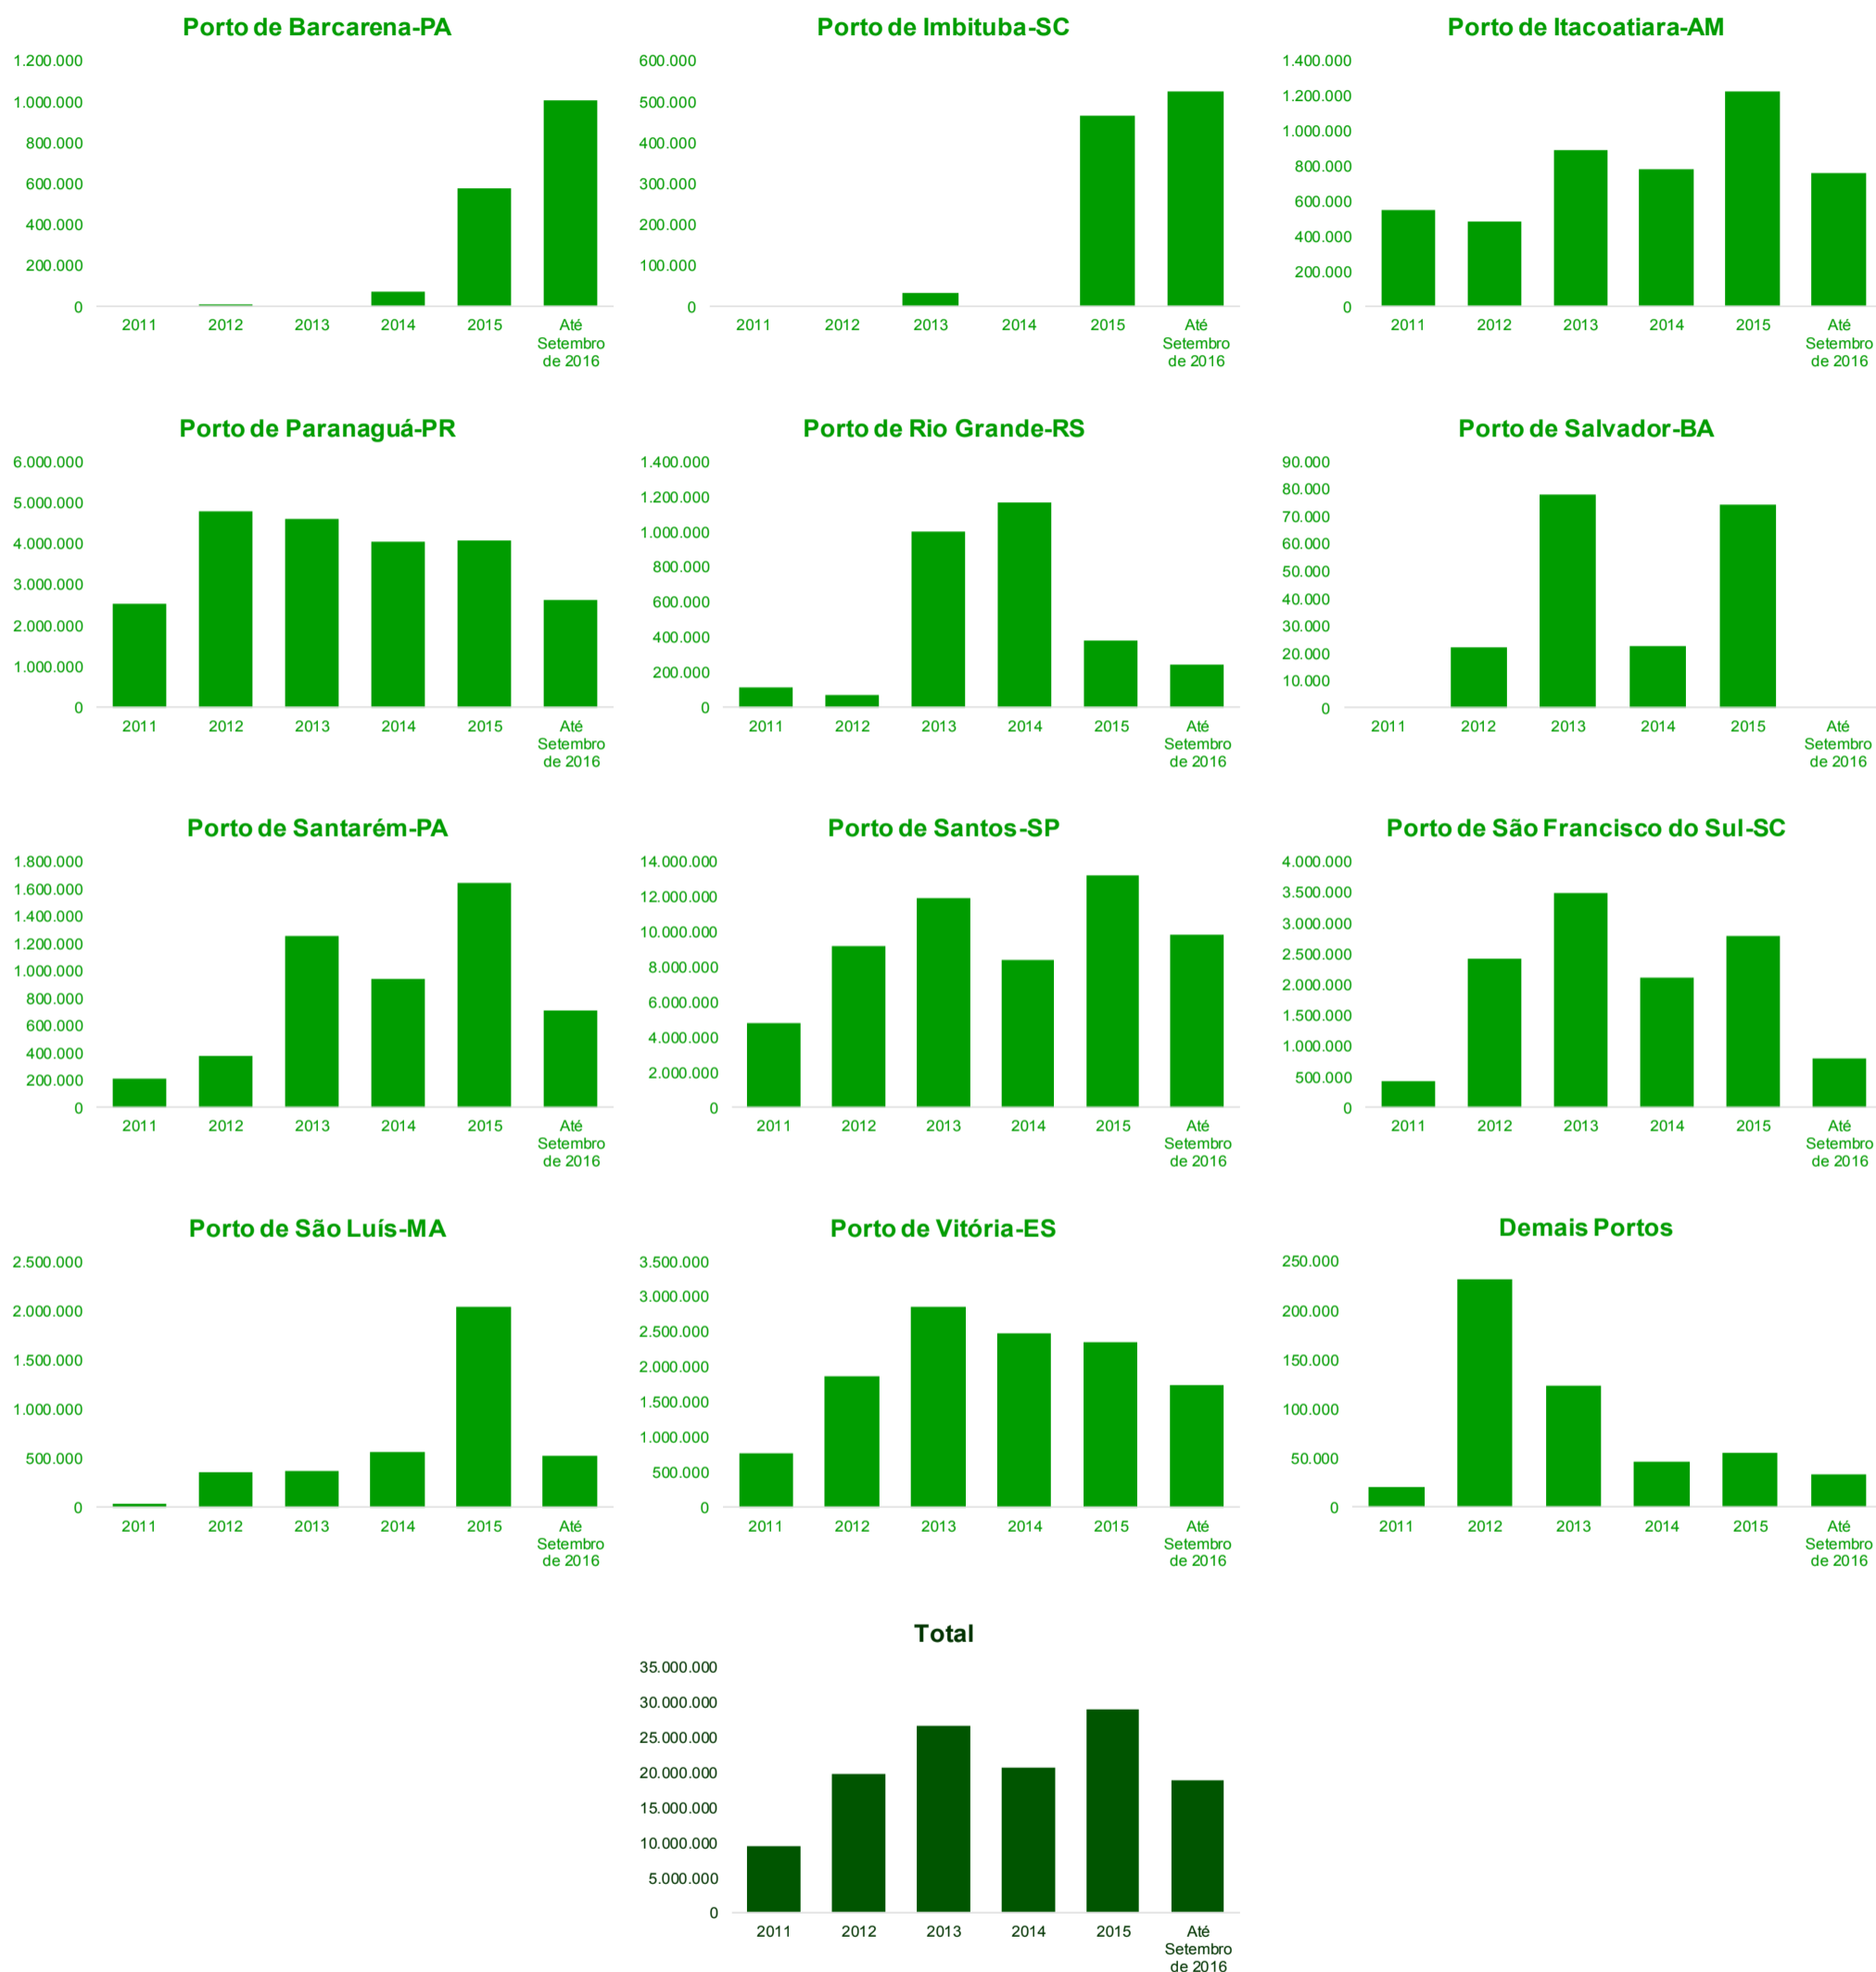 Porto de Barcarena-PA
1.200.000
1.000.000
800.000
600.000
400.000
200.000
0
2011 2012 2013 2014 2015 Até
Setembro
de 2016
Porto de Imbituba-SC
600.000
500.000
400.000
300.000
200.000
100.000
0
2011 2012 2013 2014 2015 Até
Setembro
de 2016
Porto de Itacoatiara-AM
1.400.000
1.200.000
1.000.000
800.000
600.000
400.000
200.000
0
2011 2012 2013 2014 2015 Até
Setembro
de 2016
Porto de Paranaguá-PR
6.000.000
5.000.000
4.000.000
3.000.000
2.000.000
1.000.000
0
2011 2012 2013 2014 2015 Até
Setembro
de 2016
Porto de Rio Grande-RS
1.400.000
1.200.000
1.000.000
800.000
600.000
400.000
200.000
0
2011 2012 2013 2014 2015 Até
Setembro
de 2016
Porto de Salvador-BA
90.000
80.000
70.000
60.000
50.000
40.000
30.000
20.000
10.000
0
2011 2012 2013 2014 2015 Até
Setembro
de 2016
Porto de Santarém-PA
1.800.000
1.600.000
1.400.000
1.200.000
1.000.000
800.000
600.000
400.000
200.000
0
2011 2012 2013 2014 2015 Até
Setembro
de 2016
Porto de Santos-SP
14.000.000
12.000.000
10.000.000
8.000.000
6.000.000
4.000.000
2.000.000
0
2011 2012 2013 2014 2015 Até
Setembro
de 2016
Porto de São Francisco do Sul-SC
4.000.000
3.500.000
3.000.000
2.500.000
2.000.000
1.500.000
1.000.000
500.000
0
2011 2012 2013 2014 2015 Até
Setembro
de 2016
Porto de São Luís-MA
2.500.000
2.000.000
1.500.000
1.000.000
500.000
0
2011 2012 2013 2014 2015 Até
Setembro
de 2016
Porto de Vitória-ES
3.500.000
3.000.000
2.500.000
2.000.000
1.500.000
1.000.000
500.000
0
2011 2012 2013 2014 2015 Até
Setembro
de 2016
Demais Portos
250.000
200.000
150.000
100.000
50.000
0
2011 2012 2013 2014 2015 Até
Setembro
de 2016
Total
35.000.000
30.000.000
25.000.000
20.000.000
15.000.000
10.000.000
5.000.000
0
2011 2012 2013 2014 2015 Até
Setembro
de 2016